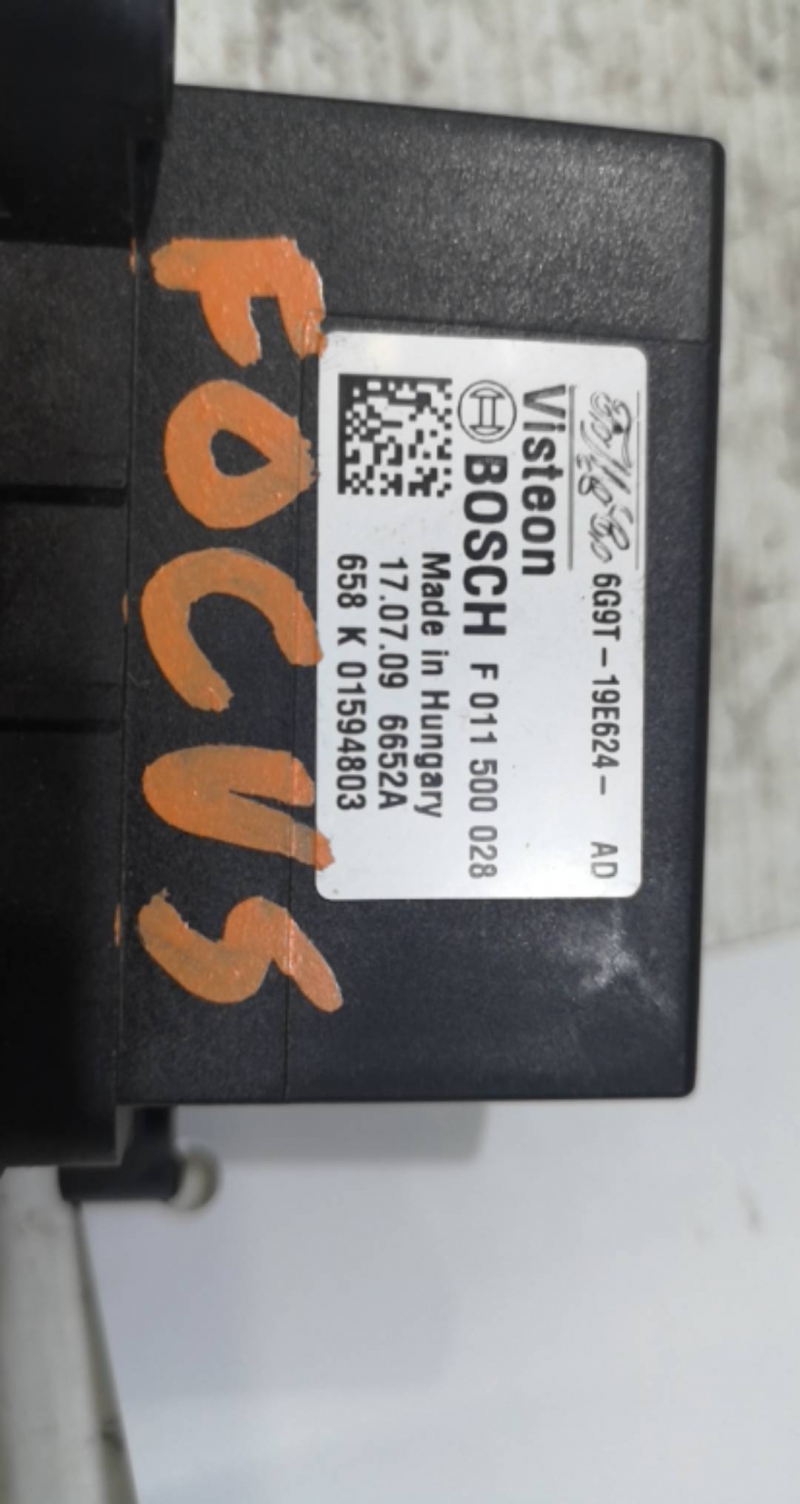 6G9T-19E624- AD
Visteon
BOSCH F 011 500 028
Made in Hungary
17.07.09 6652A
658 K 01594803
FOCUS